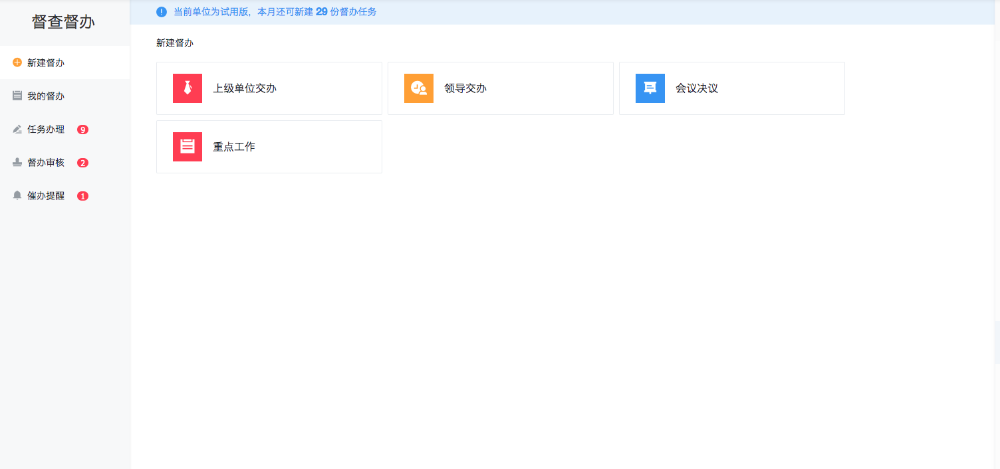 督查督办
新建督办
我的督办
任务办理 9
督办审核 2
催办提醒 1
当前单位为试用版，本月还可新建 29 份督办任务
新建督办
上级单位交办
领导交办
会议决议
重点工作